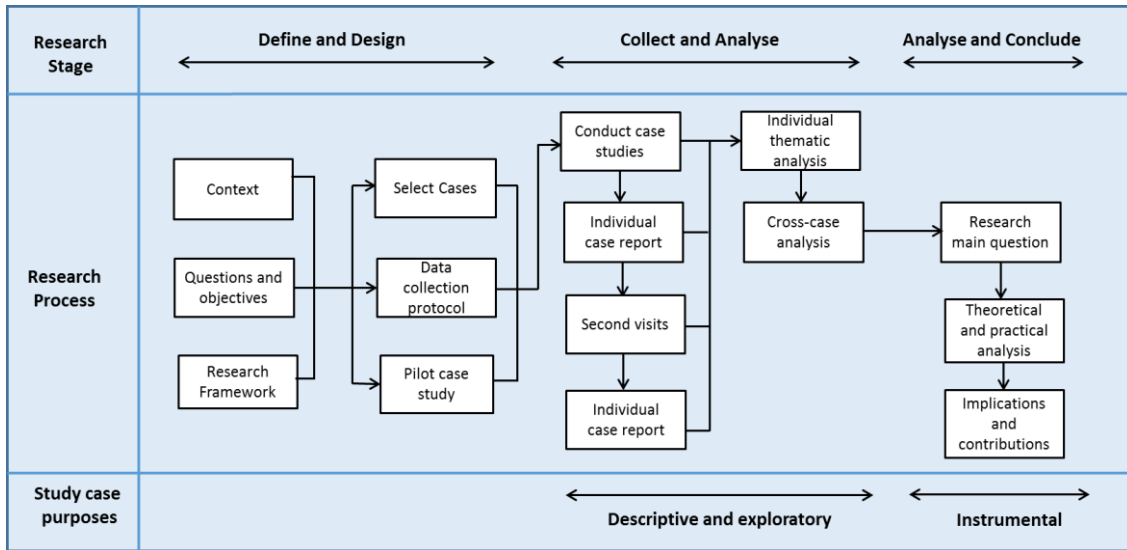 Research
Stage
Define and Design
Collect and Analyse
Analyse and Conclude
Research
Process
Context
Questions and
objectives
Research
Framework
Select Cases
Data
collection
protocol
Pilot case
study
Conduct case
studies
Individual
case report
Second visits
Individual
case report
Individual
thematic
analysis
Cross-case
analysis
Research
main question
Theoretical
and practical
analysis
Implications
and
contributions
Study case
purposes
Descriptive and exploratory
Instrumental